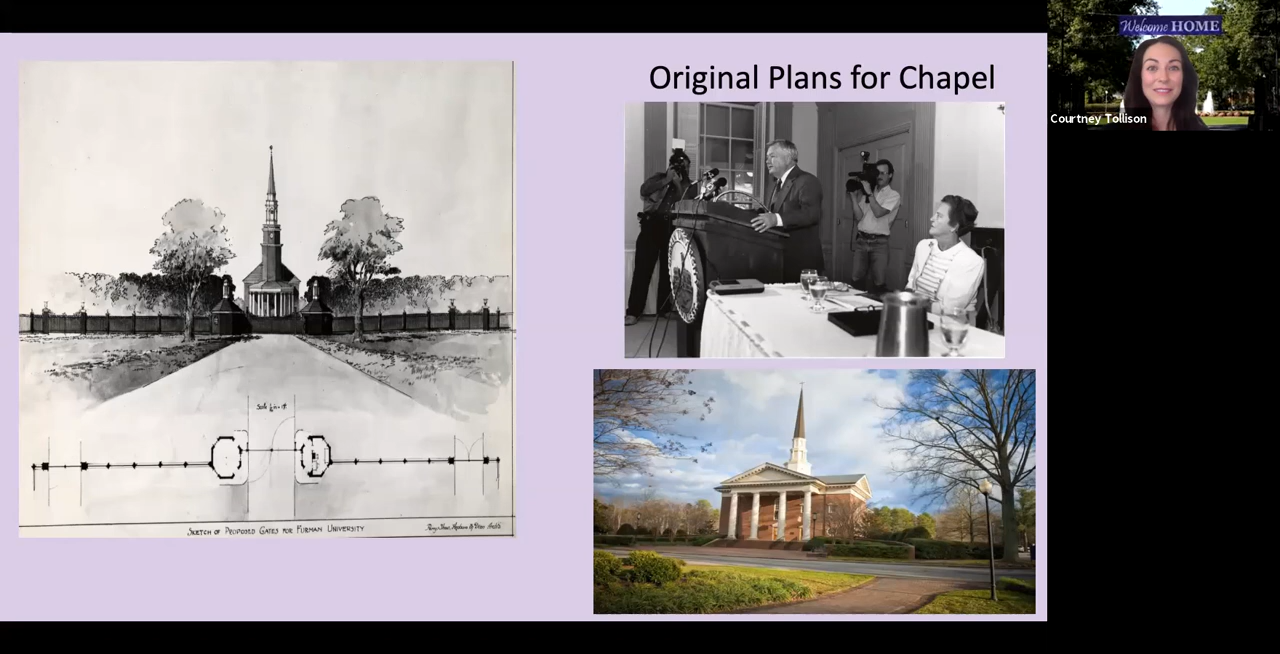 Original Plans for Chapel
Welcome HOME
Courtney Tollison
SKETCH OF PROPOSED GATES FOR FURMAN UNIVERSITY